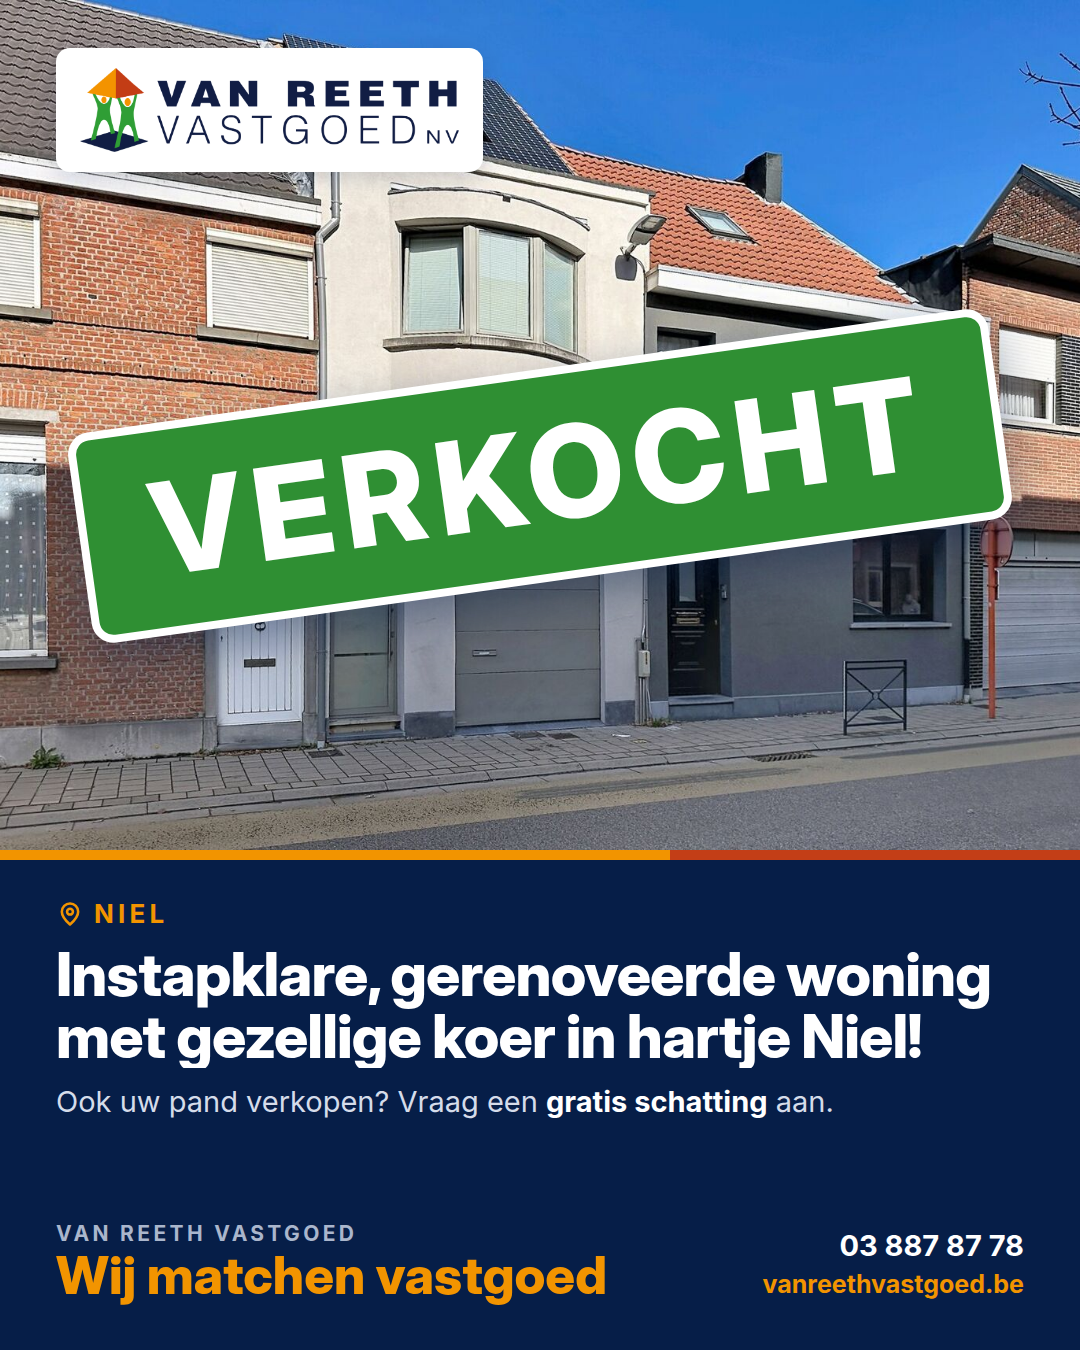 VAN REETH
VASTGOED NV
VERKOCHT
NIEL
Instapklare, gerenoveerde woning
met gezellige koer in hartje Niel!
Ook uw pand verkopen? Vraag een gratis schatting aan.
VAN REETH VASTGOED
Wij matchen vastgoed
03 887 87 78
vanreethvastgoed.be